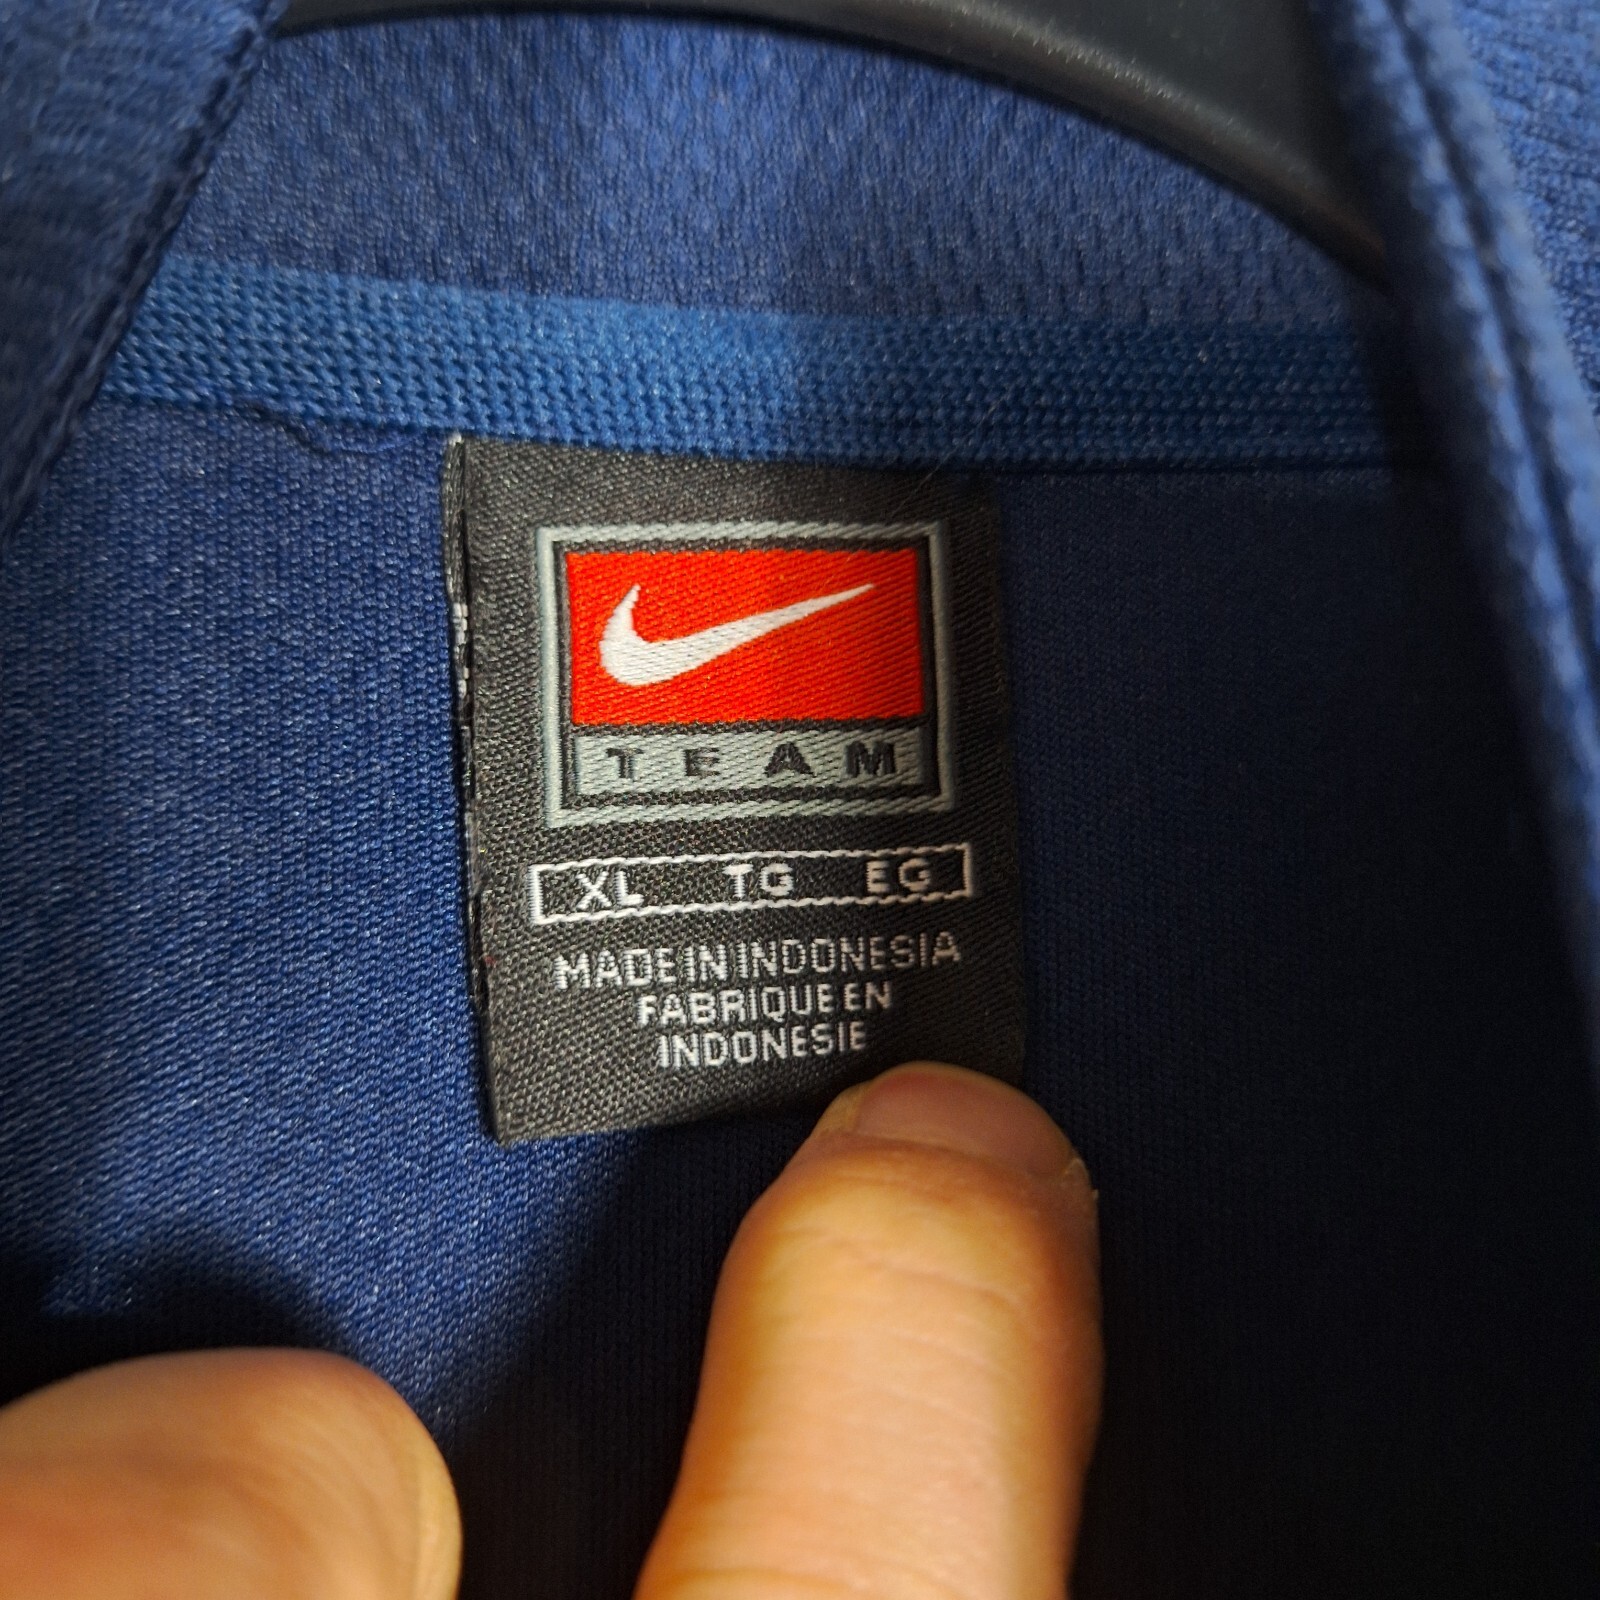 TEAM
XL TG EG
MADE IN INDONESIA
FABRIQUE EN
INDONESIE